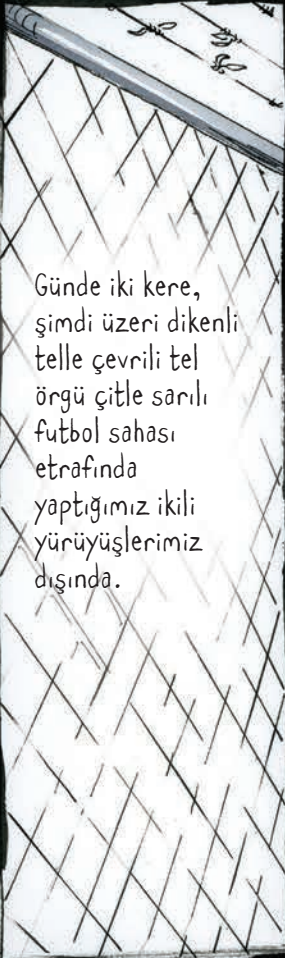 Günde iki kere,
şimdi üzeri dikenli
telle çevrili tel
örgü çitle sarılı
futbol sahası
etrafında
yaptığımız ikili
yürüyüşlerimiz
dışında.